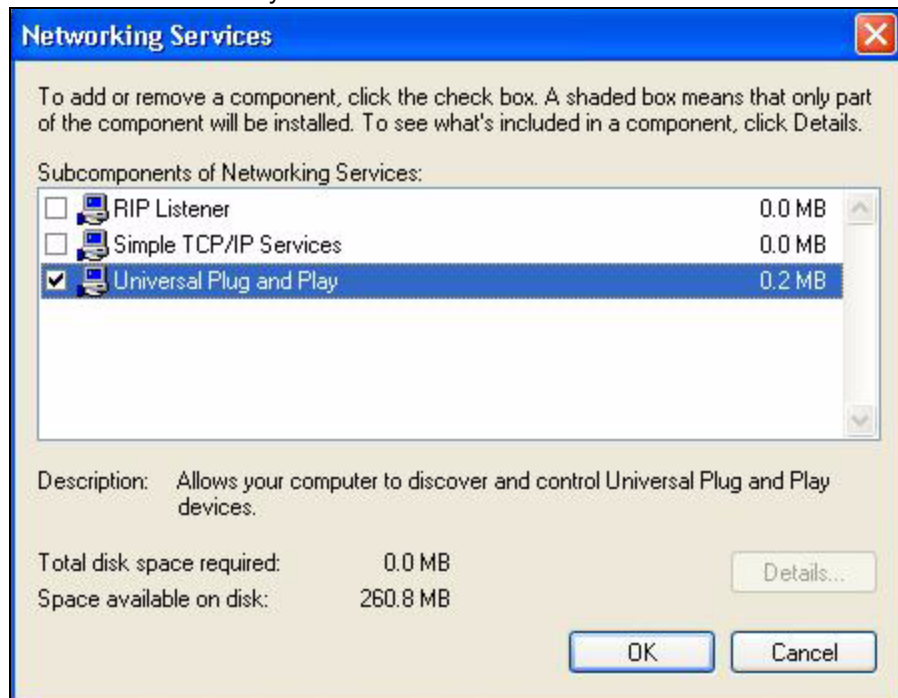 Networking Services
To add or remove a component, click the check box. A shaded box means that only part
of the component will be installed. To see what's included in a component, click Details.
Subcomponents of Networking Services:
RIP Listener 0.0 MB
Simple TCP/IP Services 0.0 MB
Universal Plug and Play 0.2 MB
Description: Allows your computer to discover and control Universal Plug and Play
devices.
Total disk space required: 0.0 MB
Details...
Space available on disk: 260.8 MB
OK Cancel